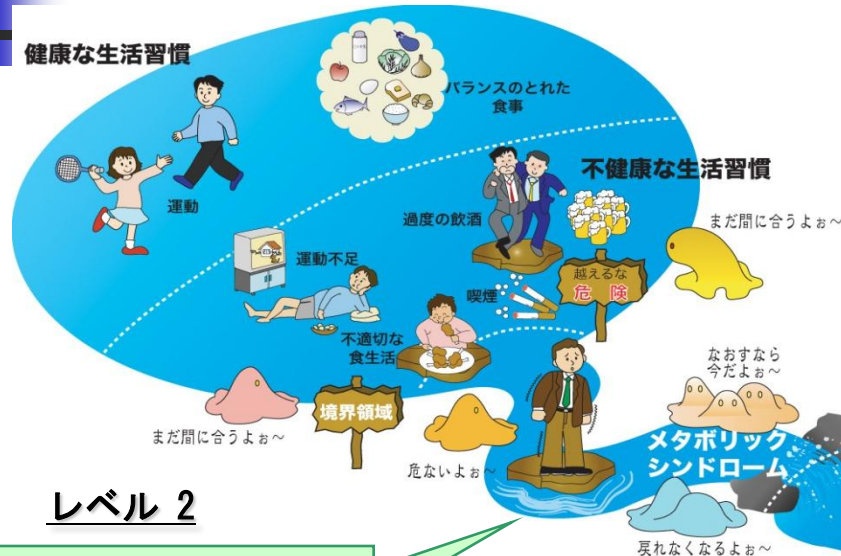 健康な生活習慣
バランスのとれた
食事
運動
不健康な生活習慣
過度の飲酒
まだ間に合うよぉ～
運動不足
越えるな
危険
喫煙
不適切な
食生活
なおすなら
今だよぉ～
境界領域
まだ間に合うよぉ～
危ないよぉ～
メタボリック
シンドローム
レベル 2
戻れなくなるよぉ～